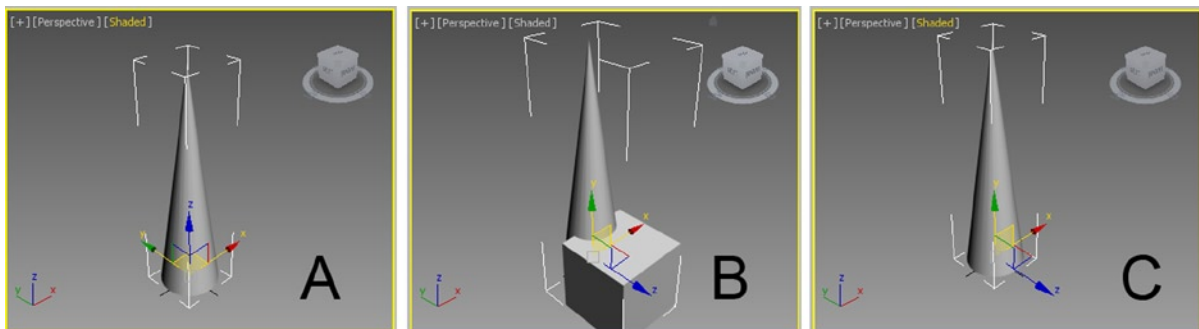 [+] [Perspective] [Shaded]
z
y
x
z
y
x
A
[+] [Perspective] [Shaded]
y
x
z
z
y
x
B
[+] [Perspective] [Shaded]
y
x
z
z
y
x
C